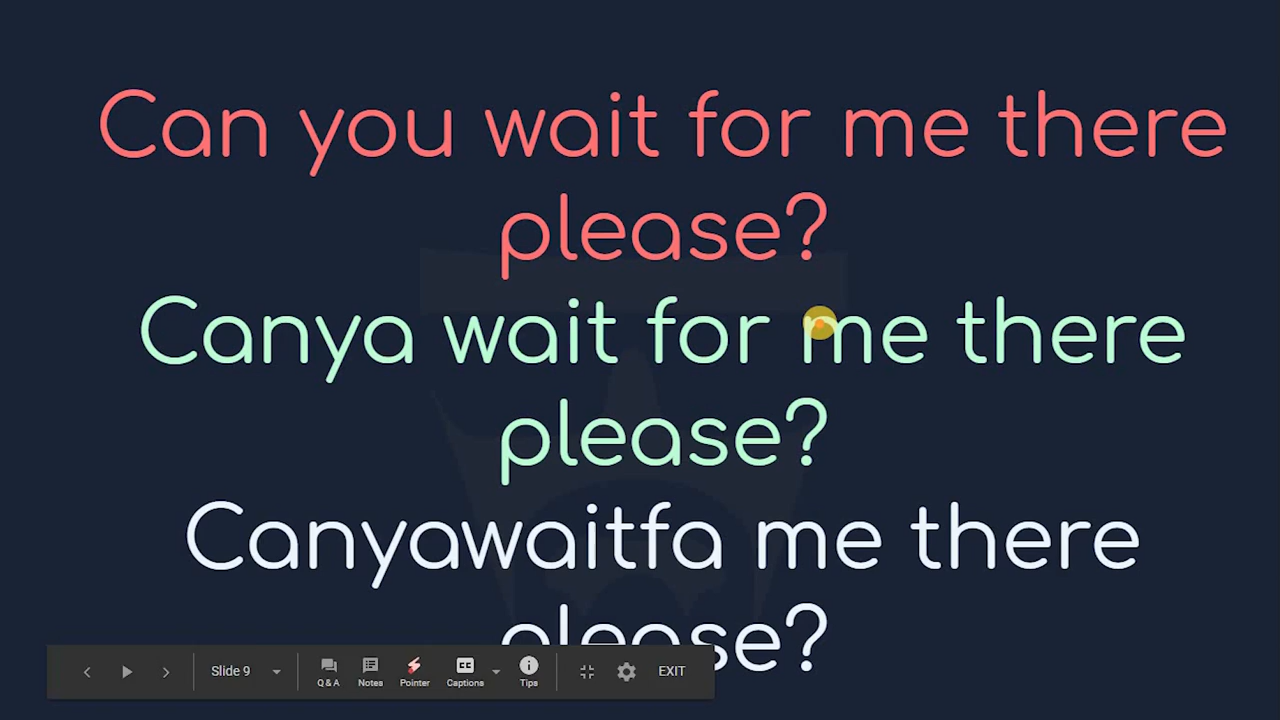 Can you wait for me there
please?
Canya wait for me there
please?
Canyawaitfa me there
please?
Slide 9
Q & A
Notes
Pointer
Captions
Tips
EXIT